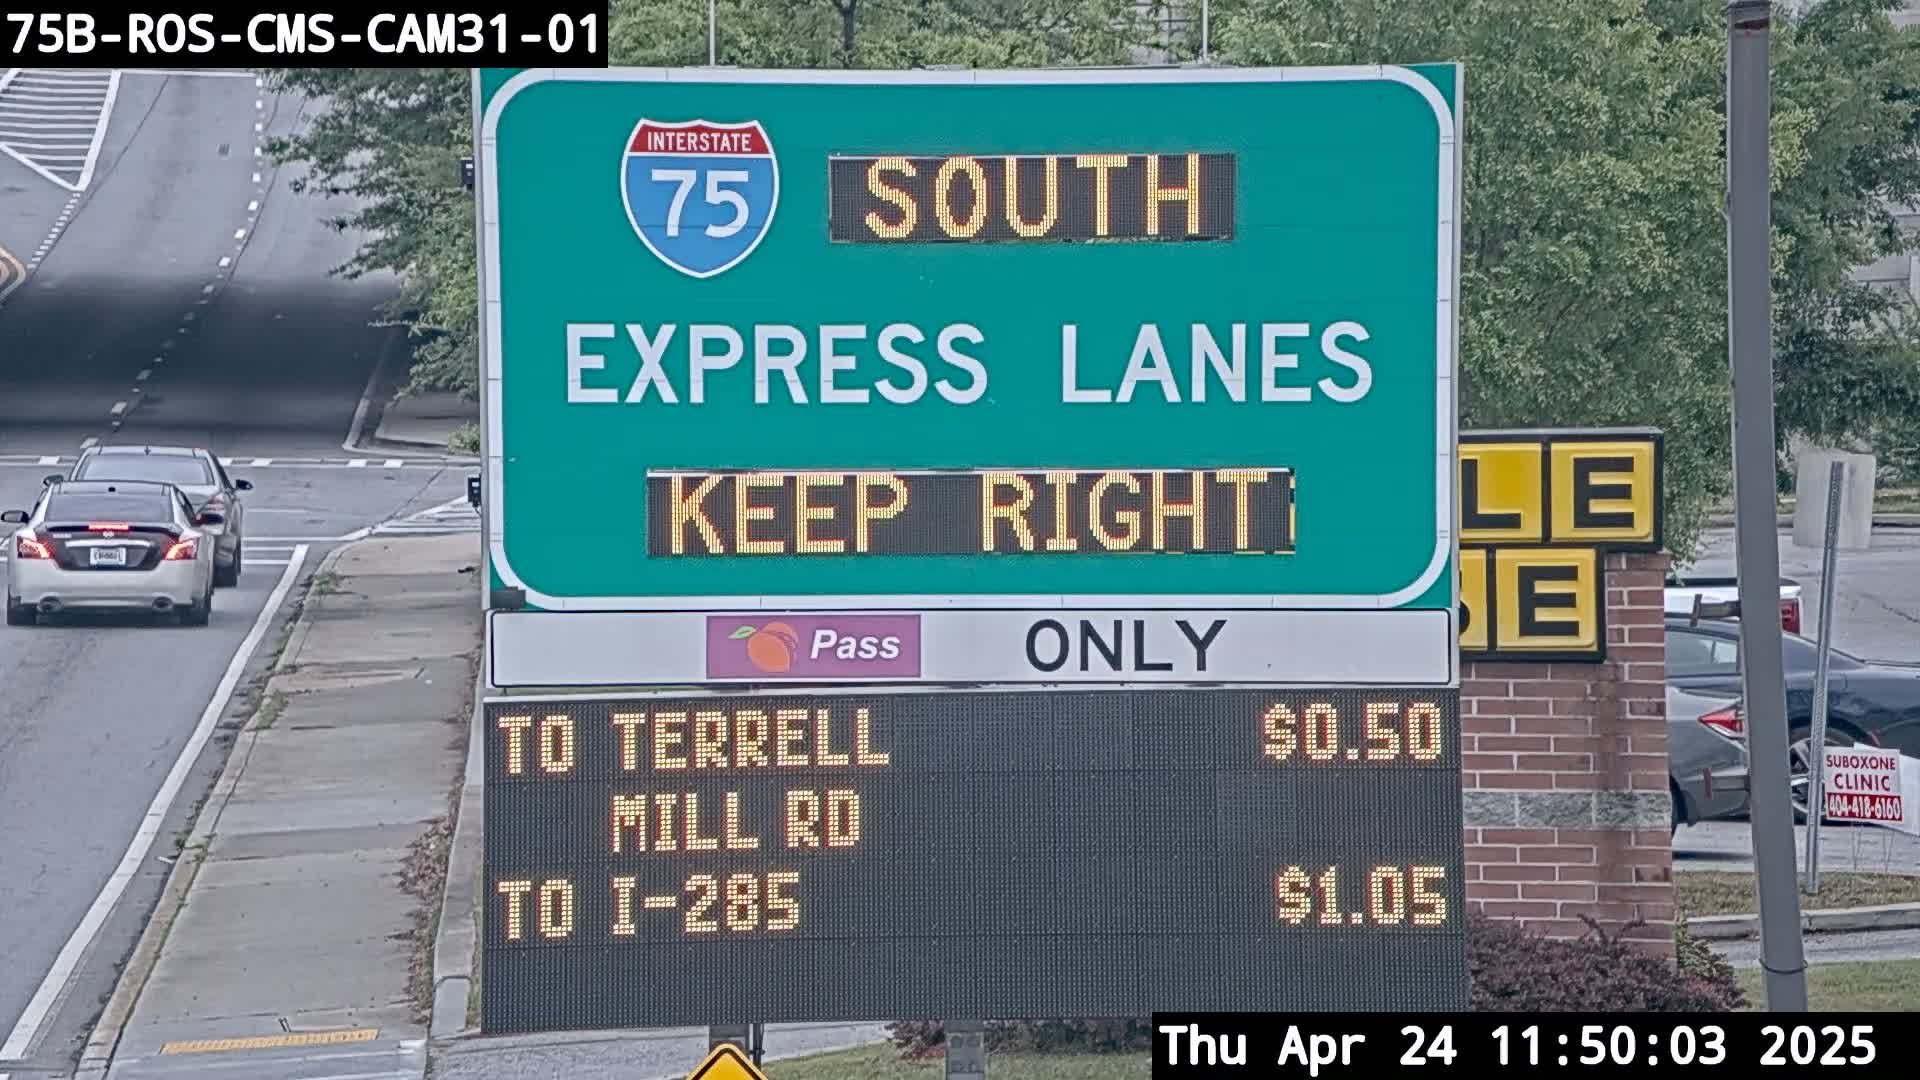 75B-ROS-CMS-CAM31-01
INTERSTATE
75
SOUTH
EXPRESS LANES
KEEP RIGHT
Pass ONLY
TO TERRELL $0.50
MILL RD
TO I-285 $1.05
LE
E
SUBOXONE
CLINIC
404-418-6160
Thu Apr 24 11:50:03 2025